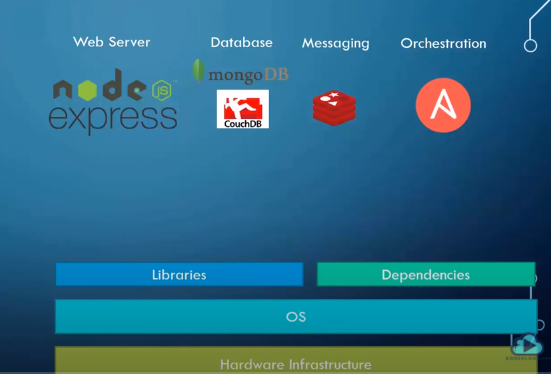 Web Server
Database
Messaging
Orchestration
node
JS
express
mongoDB
CouchDB
Libraries
Dependencies
OS
Hardware Infrastructure